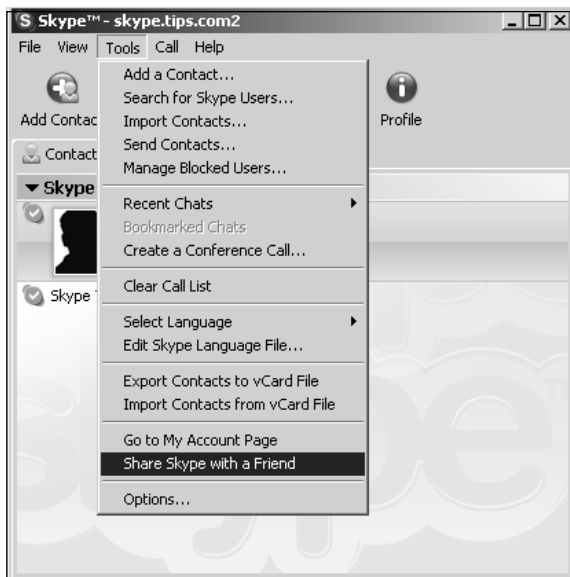 Skype™ - skype.tips.com2
File View Tools Call Help
Add a Contact...
Search for Skype Users...
Import Contacts...
Send Contacts...
Manage Blocked Users...
Recent Chats
Bookmarked Chats
Create a Conference Call...
Clear Call List
Select Language
Edit Skype Language File...
Export Contacts to vCard File
Import Contacts from vCard File
Go to My Account Page
Share Skype with a Friend
Options...
Add Contac
Profile
Contact
Skype
Skype